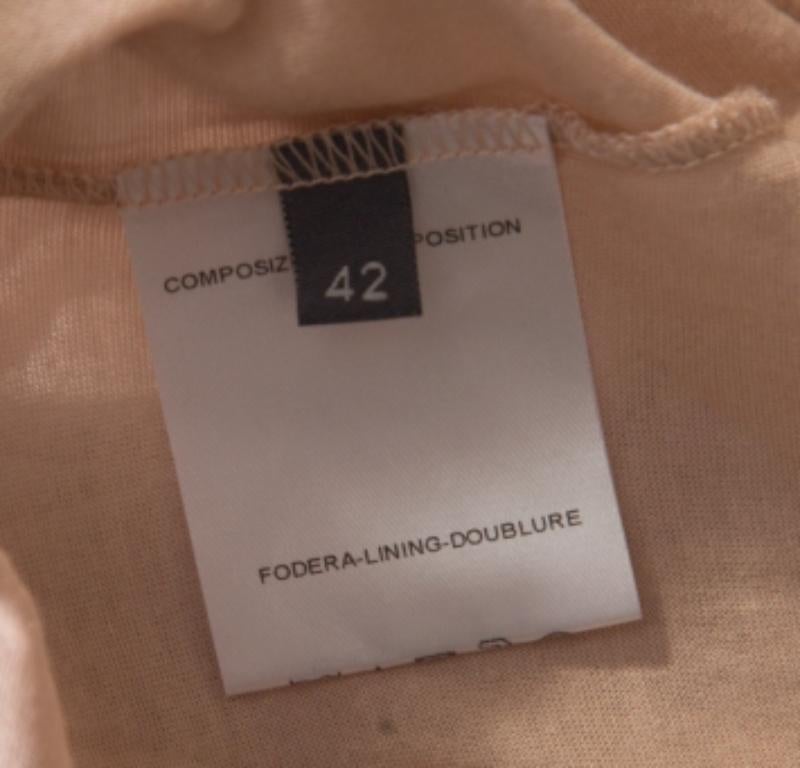 COMPOSIZ POSITION
42
FODERA-LINING-DOUBLURE